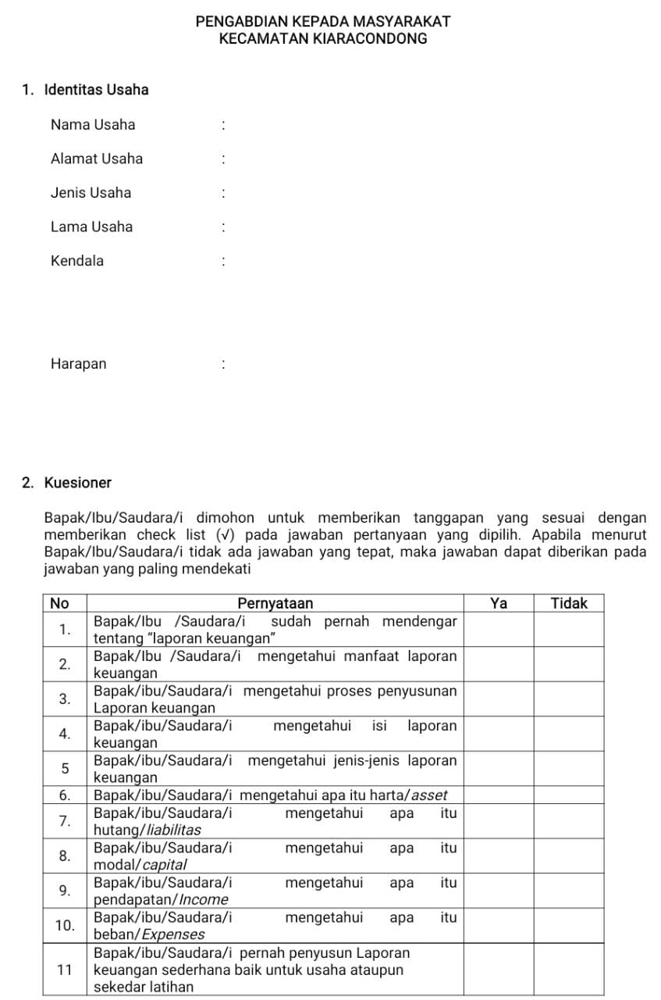 PENGABDIAN KEPADA MASYARAKAT
KECAMATAN KIARACONDONG
1. Identitas Usaha
Nama Usaha :
Alamat Usaha :
Jenis Usaha :
Lama Usaha :
Kendala :
Harapan :
2. Kuesioner
Bapak/Ibu/Saudara/i dimohon untuk memberikan tanggapan yang sesuai dengan
memberikan check list (√) pada jawaban pertanyaan yang dipilih. Apabila menurut
Bapak/Ibu/Saudara/i tidak ada jawaban yang tepat, maka jawaban dapat diberikan pada
jawaban yang paling mendekati
No Pernyataan Ya Tidak
1. Bapak/Ibu /Saudara/i sudah pernah mendengar
tentang “laporan keuangan”
2. Bapak/Ibu /Saudara/i mengetahui manfaat laporan
keuangan
3. Bapak/ibu/Saudara/i mengetahui proses penyusunan
Laporan keuangan
4. Bapak/ibu/Saudara/i mengetahui isi laporan
keuangan
5 Bapak/ibu/Saudara/i mengetahui jenis-jenis laporan
keuangan
6. Bapak/ibu/Saudara/i mengetahui apa itu harta/asset
7. Bapak/ibu/Saudara/i mengetahui apa itu
hutang/liabilitas
8. Bapak/ibu/Saudara/i mengetahui apa itu
modal/capital
9. Bapak/ibu/Saudara/i mengetahui apa itu
pendapatan/Income
10. Bapak/ibu/Saudara/i mengetahui apa itu
beban/Expenses
11 Bapak/ibu/Saudara/i pernah penyusun Laporan
keuangan sederhana baik untuk usaha ataupun
sekedar latihan